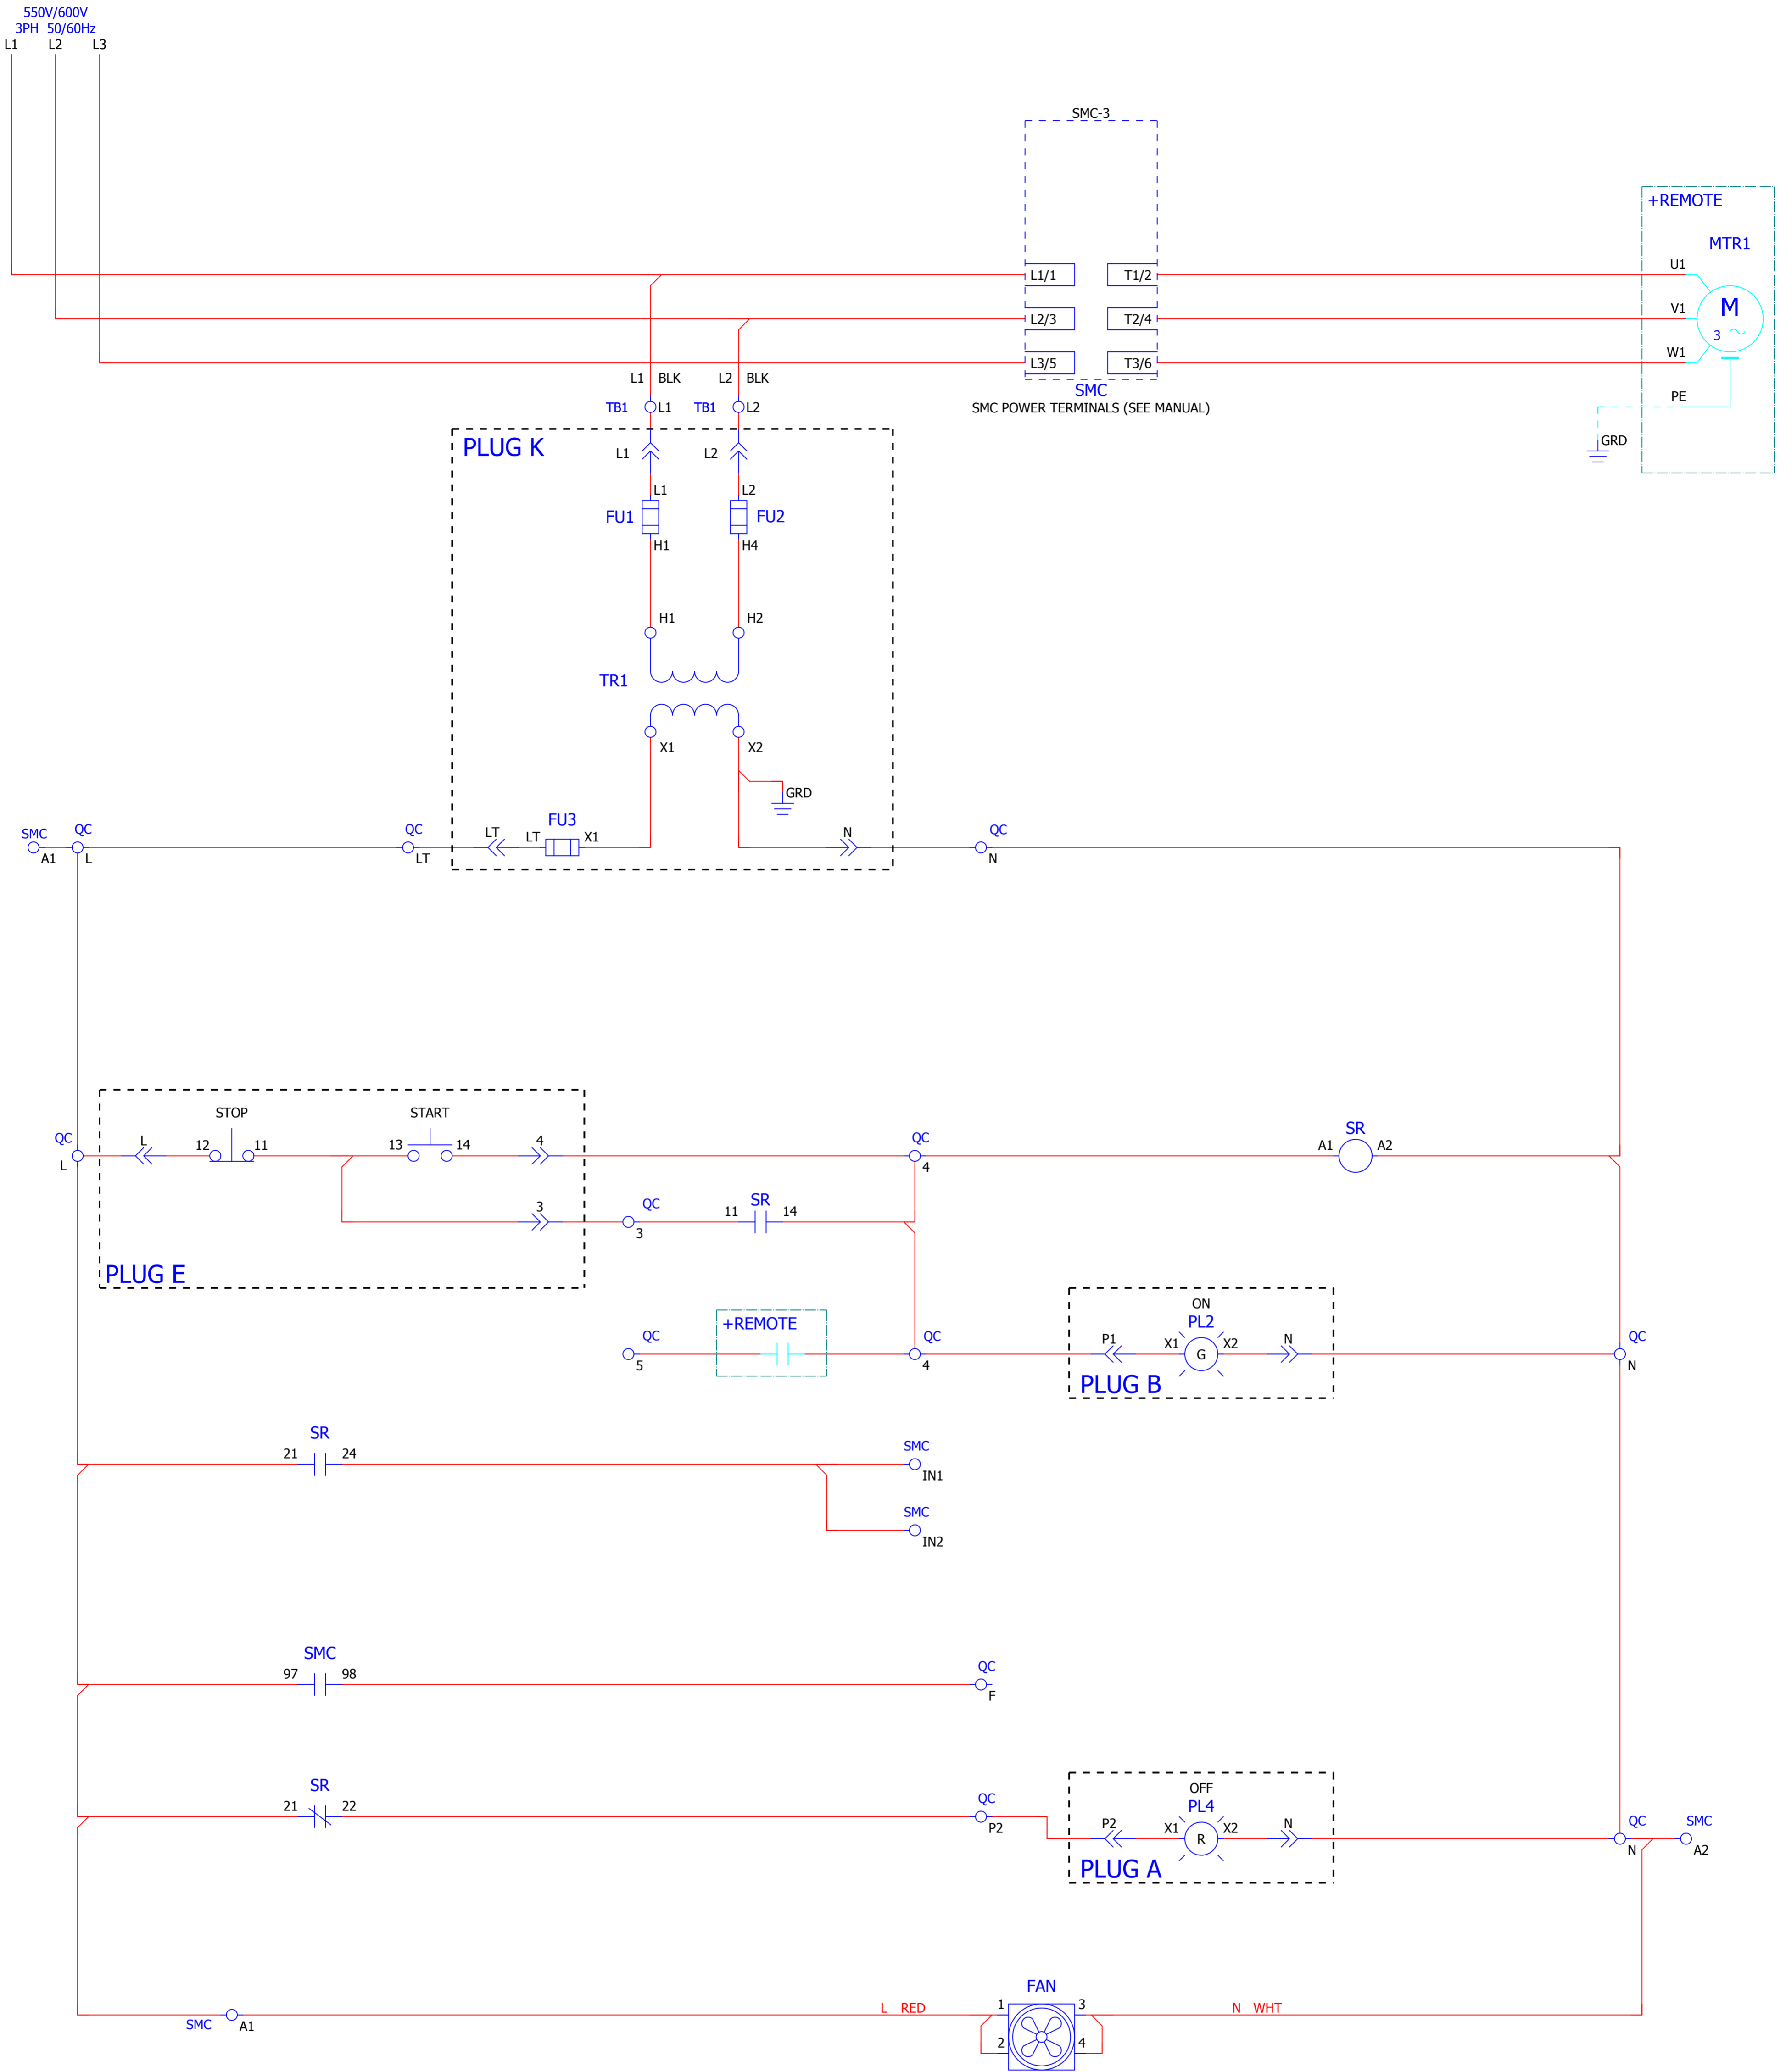 550V/600V
3PH 50/60Hz
L1 L2 L3
SMC-3
+REMOTE
MTR1
L1/1 T1/2 U1
M
L2/3 T2/4 V1
3
L3/5 T3/6 W1
L1 BLK L2 BLK
SMC
PE
TB1 L1 TB1 L2
SMC POWER TERMINALS (SEE MANUAL)
GRD
PLUG K
L1 L2
L1 L2
FU1 FU2
H1 H4
H1 H2
TR1
X1 X2
GRD
FU3
SMC QC QC LT LT X1 N QC
A1 L LT N
STOP START
QC L 12 11 13 14 4 QC SR
A1 A2
L 4
3 QC SR
11 14
3
PLUG E
ON
+REMOTE
PL2
QC QC P1 X1 X2 N QC
G
5 4 N
PLUG B
SR
21 24 SMC
IN1
SMC
IN2
SMC
97 98 QC
F
SR OFF
21 22 QC PL4
P2 P2 X1 X2 N QC SMC
R
N A2
PLUG A
FAN
L RED 1 3 N WHT
SMC A1
2 4